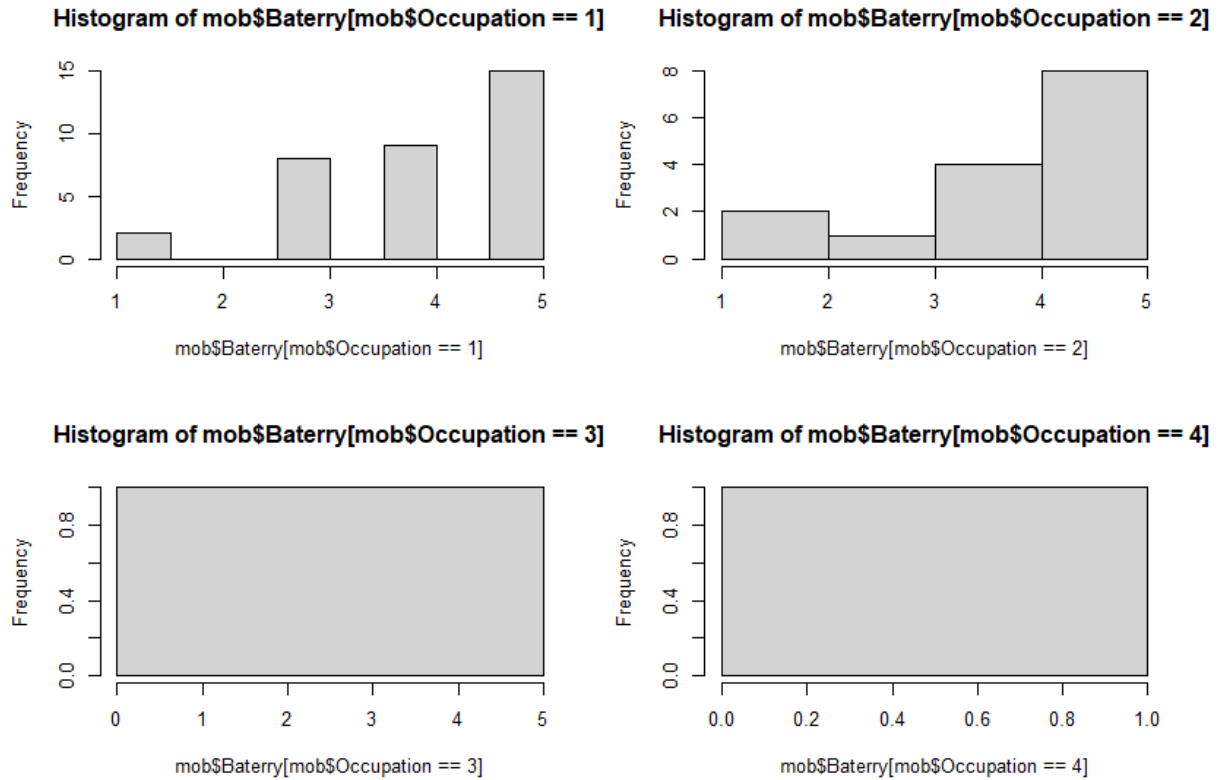 Histogram of mob$Baterry[mob$Occupation == 1]
Frequency
15
10
5
0
1 2 3 4 5
mob$Baterry[mob$Occupation == 1]
Histogram of mob$Baterry[mob$Occupation == 2]
Frequency
8
6
4
2
0
1 2 3 4 5
mob$Baterry[mob$Occupation == 2]
Histogram of mob$Baterry[mob$Occupation == 3]
Frequency
0.8
0.4
0.0
0 1 2 3 4 5
mob$Baterry[mob$Occupation == 3]
Histogram of mob$Baterry[mob$Occupation == 4]
Frequency
0.8
0.4
0.0
0.0 0.2 0.4 0.6 0.8 1.0
mob$Baterry[mob$Occupation == 4]